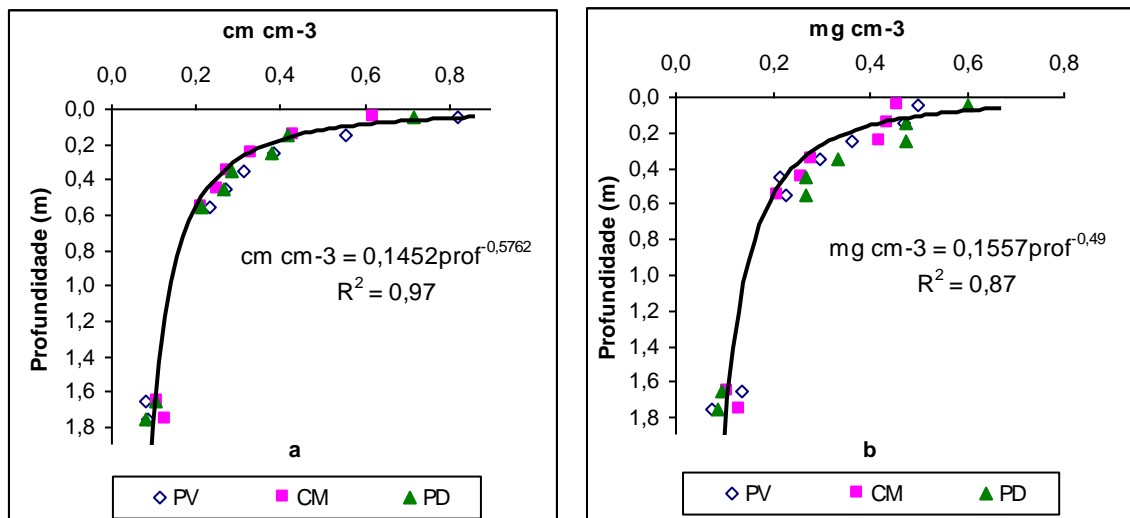 cm cm-3
0,0 0,2 0,4 0,6 0,8
0,0
0,2
0,4
0,6
0,8
1,0
1,2
1,4
1,6
1,8
Profundidade (m)
cm cm-3 = 0,1452prof^-0,5762
R² = 0,97
a
PV CM PD
mg cm-3
0,0 0,2 0,4 0,6 0,8
0,0
0,2
0,4
0,6
0,8
1,0
1,2
1,4
1,6
1,8
Profundidade (m)
mg cm-3 = 0,1557prof^-0,49
R² = 0,87
b
PV CM PD